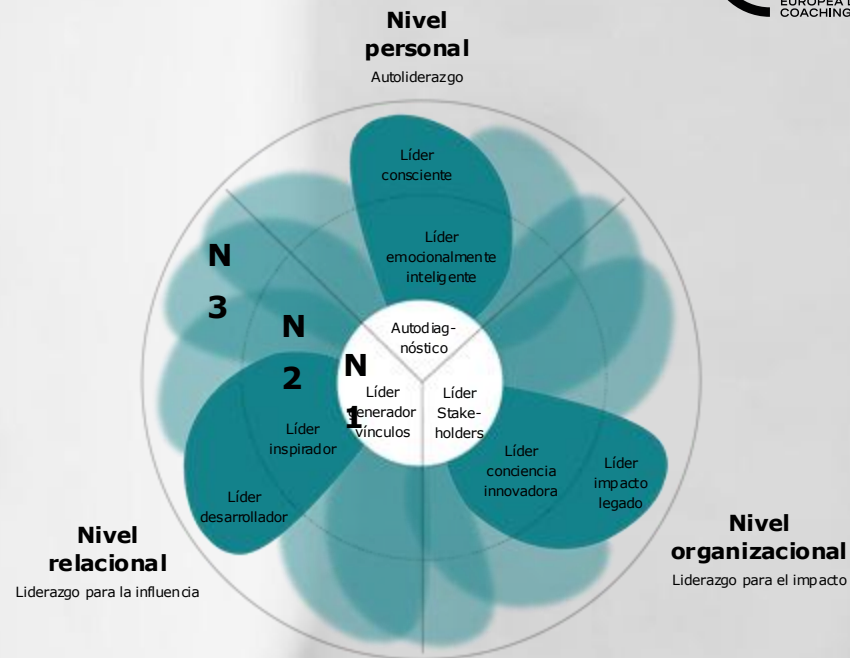 EUROPEA
COACHING
Nivel
personal
Autoliderazgo
Líder
consciente
Líder
emocionalmente
inteligente
N
3
N
2
N
1
Autodiag-
nóstico
Líder
generador
vínculos
Líder
Stake-
holders
Líder
inspirador
Líder
desarrollador
Líder
conciencia
innovadora
Líder
impacto
legado
Nivel
relacional
Liderazgo para la influencia
Nivel
organizacional
Liderazgo para el impacto